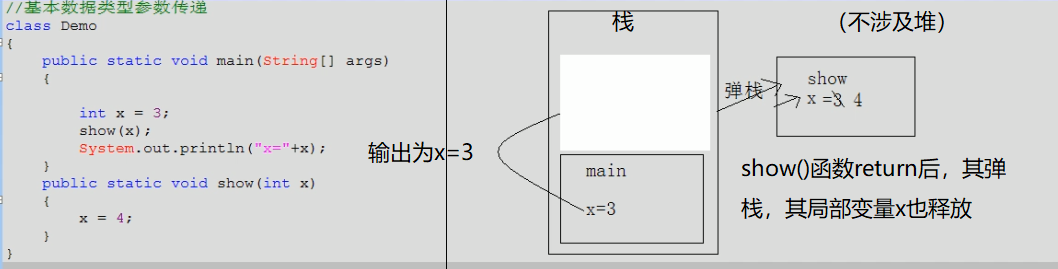 //基本数据类型参数传递
class Demo
{
public static void main(String[] args)
{
int x = 3;
show(x);
System.out.println("x="+x);
}
public static void show(int x)
{
x = 4;
}
}
输出为x=3
栈
main
x=3
弹栈
（不涉及堆）
show
x =3 4
show()函数return后，其弹
栈，其局部变量x也释放